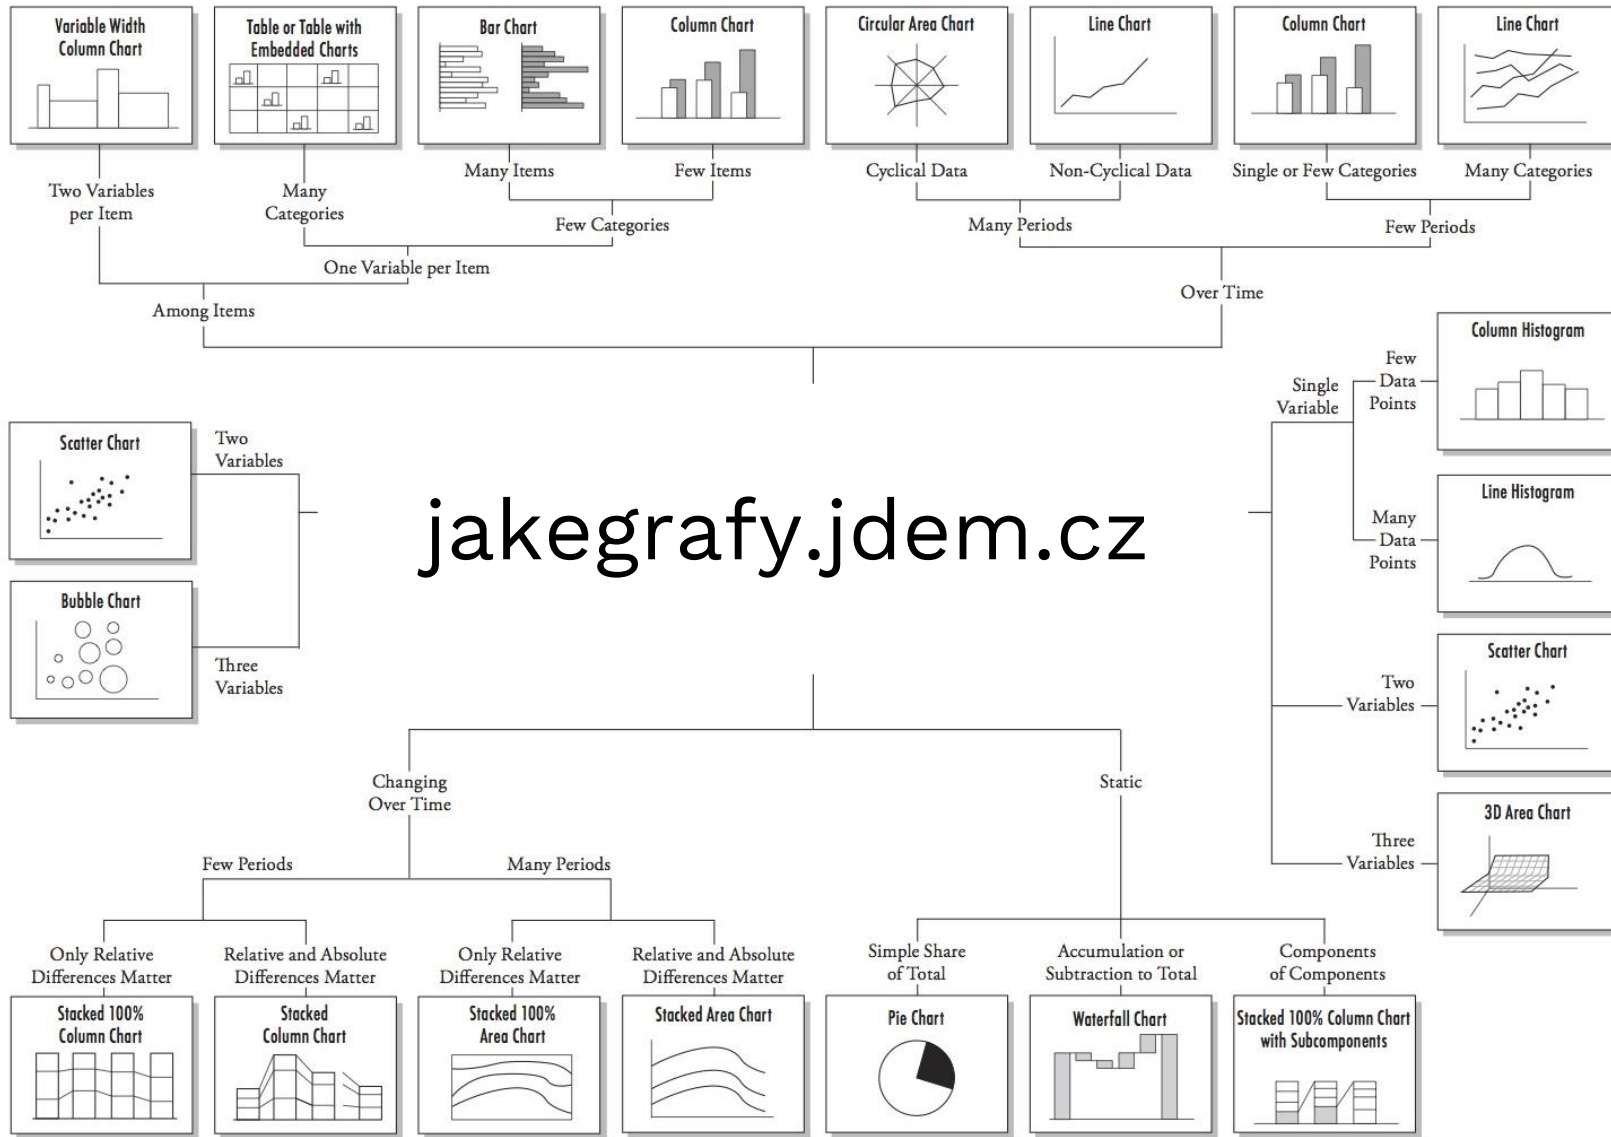 Variable Width
Column Chart
Table or Table with
Embedded Charts
Bar Chart
Column Chart
Circular Area Chart
Line Chart
Column Chart
Line Chart
Two Variables
per Item
Many
Categories
Many Items
Few Items
Cyclical Data
Non-Cyclical Data
Single or Few Categories
Many Categories
Few Categories
Many Periods
Few Periods
One Variable per Item
Among Items
Over Time
Scatter Chart
Two
Variables
Bubble Chart
Three
Variables
jakegrafy.jdem.cz
Single
Variable
Few
Data
Points
Column Histogram
Many
Data
Points
Line Histogram
Two
Variables
Scatter Chart
Three
Variables
3D Area Chart
Changing
Over Time
Static
Few Periods
Many Periods
Only Relative
Differences Matter
Relative and Absolute
Differences Matter
Only Relative
Differences Matter
Relative and Absolute
Differences Matter
Simple Share
of Total
Accumulation or
Subtraction to Total
Components
of Components
Stacked 100%
Column Chart
Stacked
Column Chart
Stacked 100%
Area Chart
Stacked Area Chart
Pie Chart
Waterfall Chart
Stacked 100% Column Chart
with Subcomponents